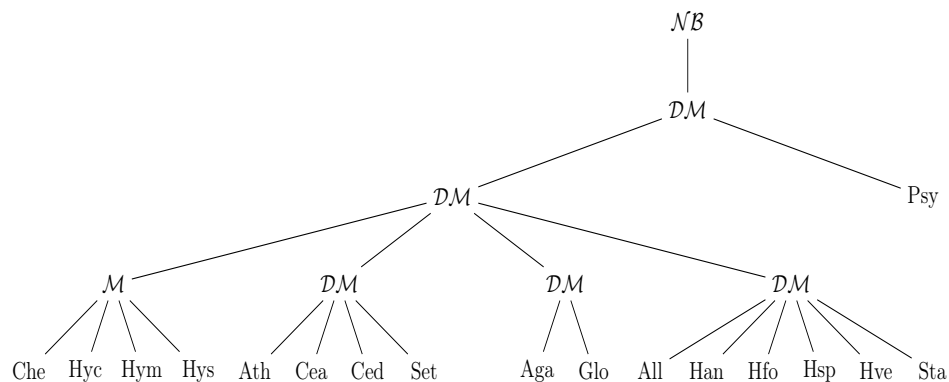 𝒩ℬ
𝒟ℳ
𝒟ℳ Psy
ℳ 𝒟ℳ 𝒟ℳ 𝒟ℳ
Che Hyc Hym Hys Ath Cea Ced Set Aga Glo All Han Hfo Hsp Hve Sta